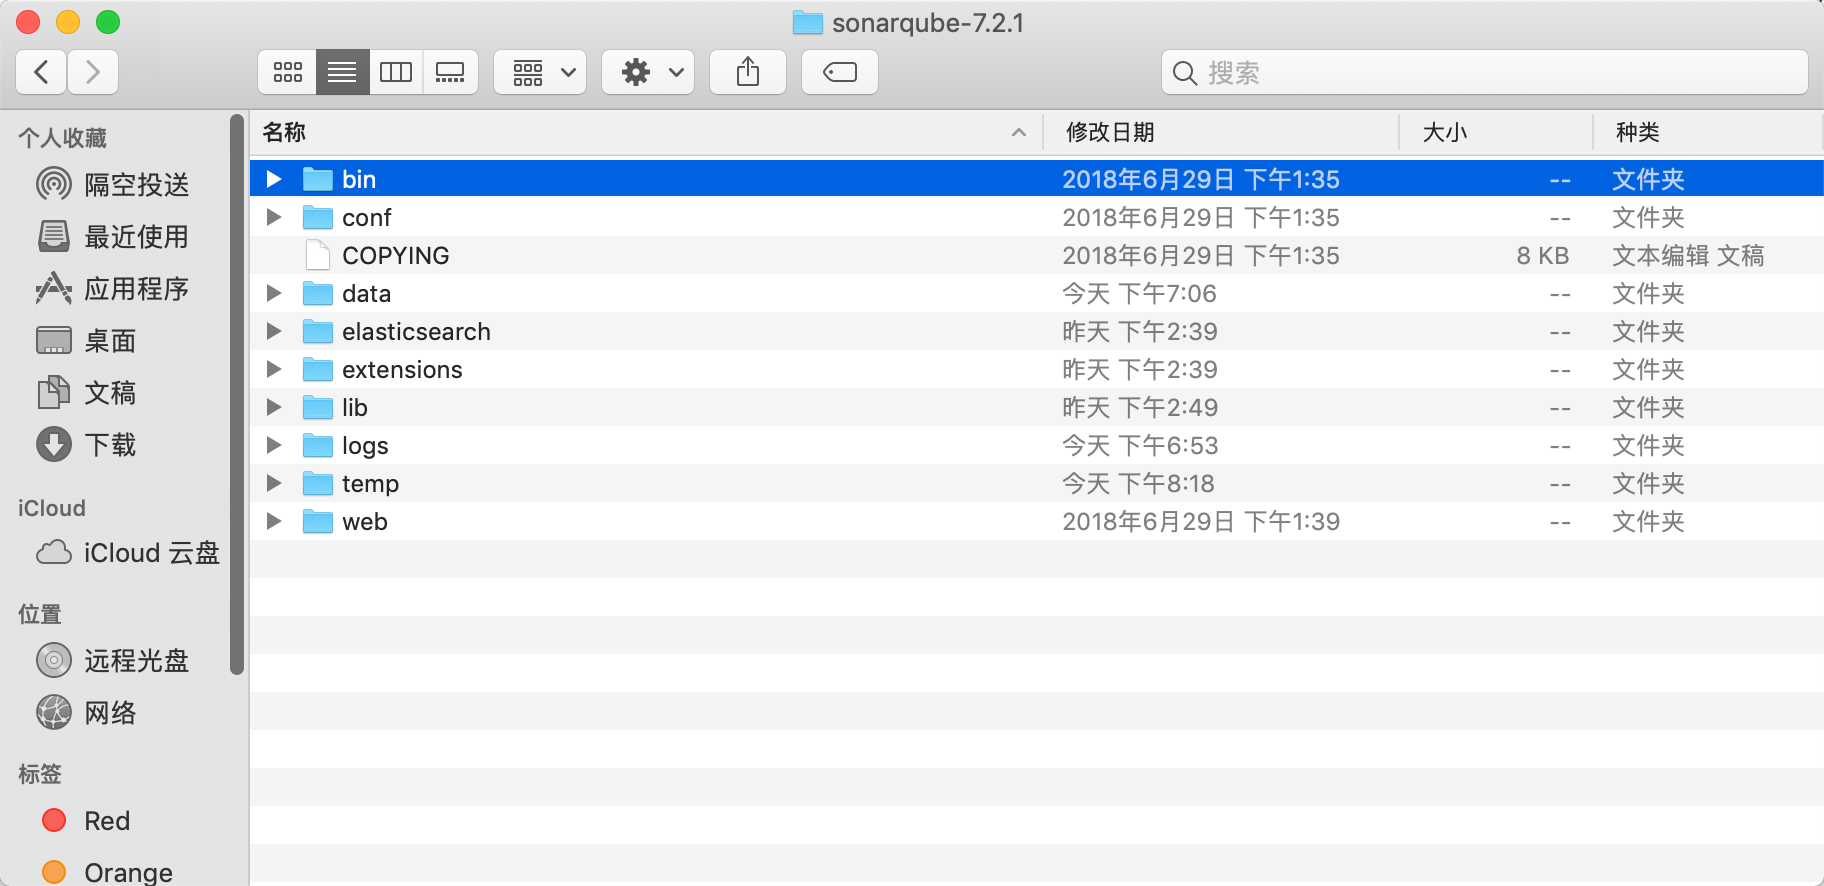 sonarqube-7.2.1
搜索
个人收藏
隔空投送
最近使用
应用程序
桌面
文稿
下载
iCloud
iCloud 云盘
位置
远程光盘
网络
标签
Red
Orange
名称 修改日期 大小 种类
bin 2018年6月29日 下午1:35 -- 文件夹
conf 2018年6月29日 下午1:35 -- 文件夹
COPYING 2018年6月29日 下午1:35 8 KB 文本编辑 文稿
data 今天 下午7:06 -- 文件夹
elasticsearch 昨天 下午2:39 -- 文件夹
extensions 昨天 下午2:39 -- 文件夹
lib 昨天 下午2:49 -- 文件夹
logs 今天 下午6:53 -- 文件夹
temp 今天 下午8:18 -- 文件夹
web 2018年6月29日 下午1:39 -- 文件夹